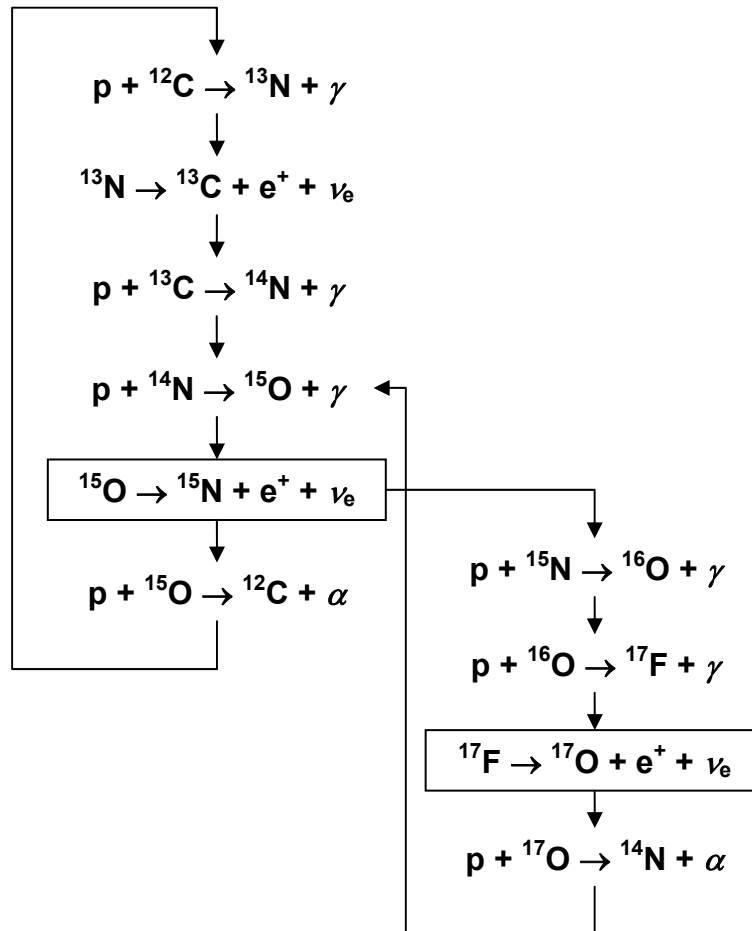 p + ¹²C → ¹³N + γ
¹³N → ¹³C + e⁺ + νₑ
p + ¹³C → ¹⁴N + γ
p + ¹⁴N → ¹⁵O + γ
¹⁵O → ¹⁵N + e⁺ + νₑ
p + ¹⁵O → ¹²C + α
p + ¹⁵N → ¹⁶O + γ
p + ¹⁶O → ¹⁷F + γ
¹⁷F → ¹⁷O + e⁺ + νₑ
p + ¹⁷O → ¹⁴N + α